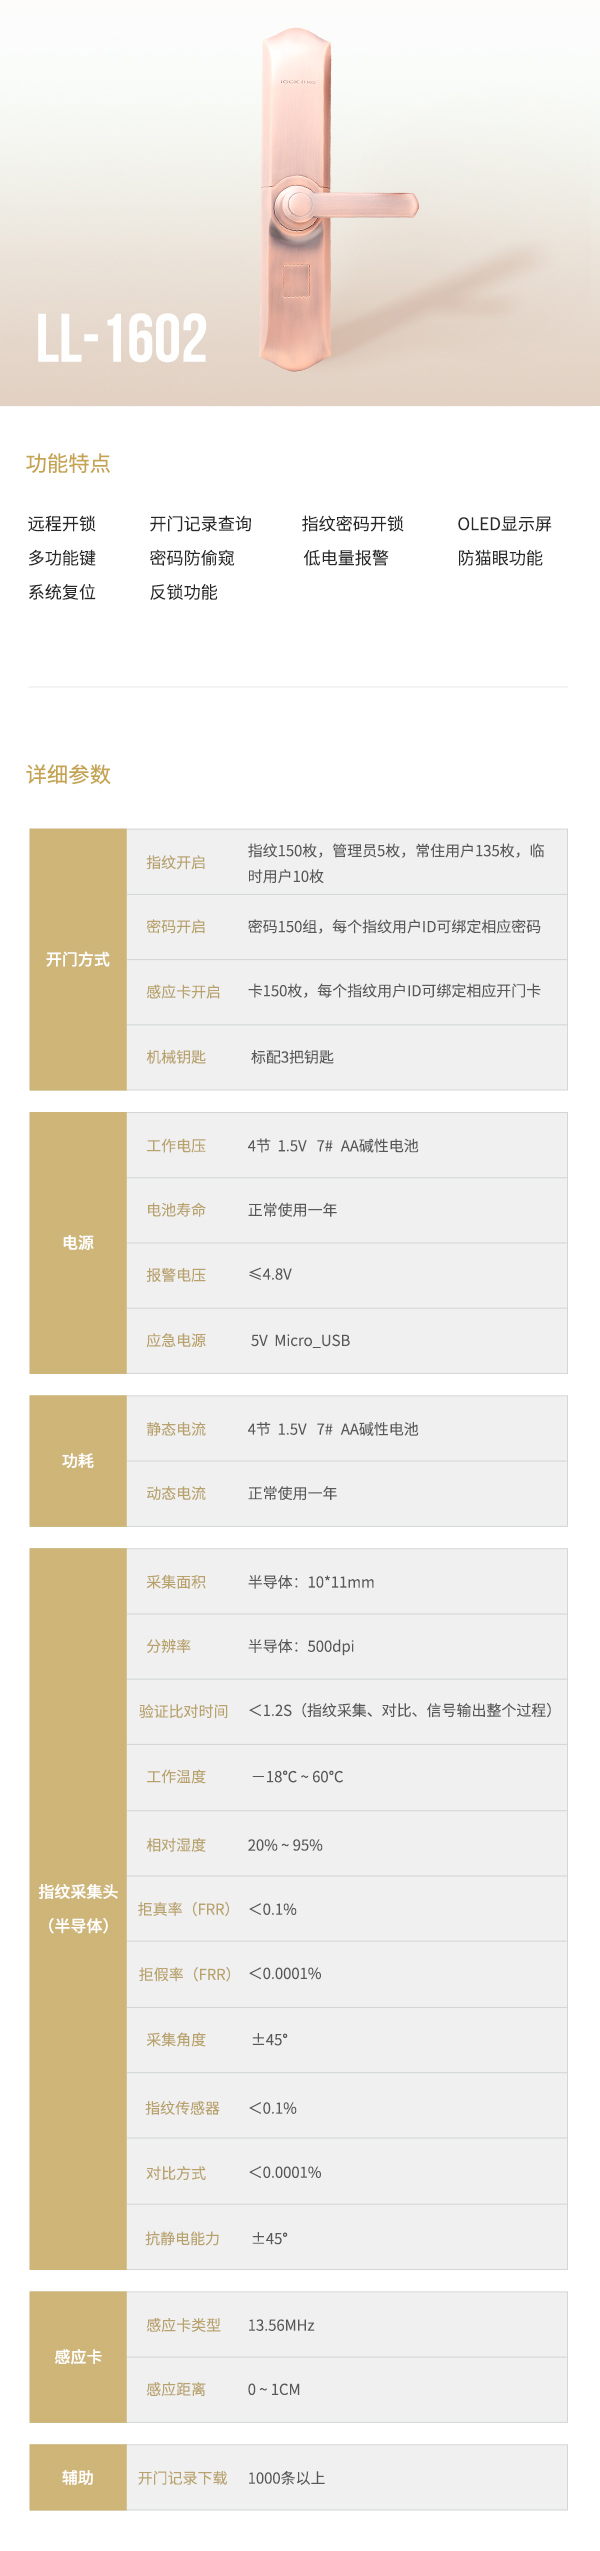 LL-1602
功能特点
远程开锁 开门记录查询 指纹密码开锁 OLED显示屏
多功能键 密码防偷窥 低电量报警 防猫眼功能
系统复位 反锁功能
详细参数
开门方式
指纹开启 指纹150枚，管理员5枚，常住用户135枚，临
时用户10枚
密码开启 密码150组，每个指纹用户ID可绑定相应密码
感应卡开启 卡150枚，每个指纹用户ID可绑定相应开门卡
机械钥匙 标配3把钥匙
电源
工作电压 4节 1.5V 7# AA碱性电池
电池寿命 正常使用一年
报警电压 ≤4.8V
应急电源 5V Micro_USB
功耗
静态电流 4节 1.5V 7# AA碱性电池
动态电流 正常使用一年
指纹采集头
（半导体）
采集面积 半导体：10*11mm
分辨率 半导体：500dpi
验证比对时间 ＜1.2S（指纹采集、对比、信号输出整个过程）
工作温度 －18℃ ~ 60℃
相对湿度 20% ~ 95%
拒真率（FRR） ＜0.1%
拒假率（FRR） ＜0.0001%
采集角度 ±45°
指纹传感器 ＜0.1%
对比方式 ＜0.0001%
抗静电能力 ±45°
感应卡
感应卡类型 13.56MHz
感应距离 0 ~ 1CM
辅助
开门记录下载 1000条以上